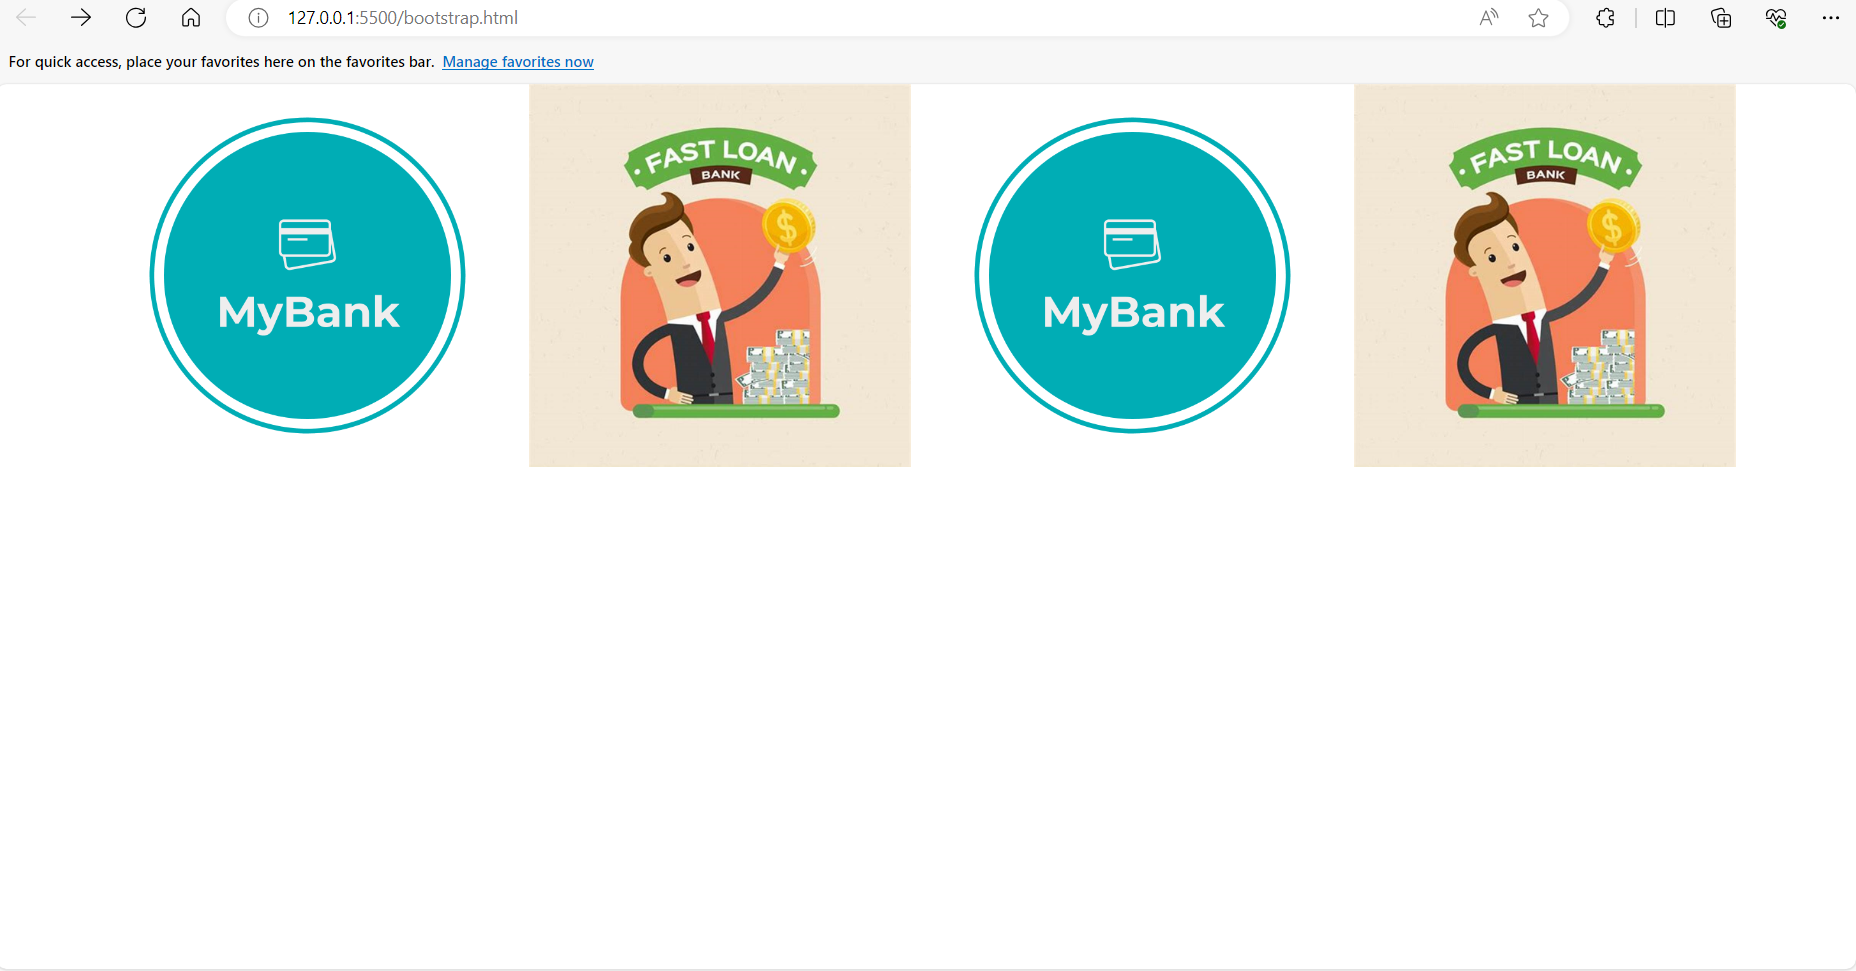 127.0.0.1:5500/bootstrap.html
For quick access, place your favorites here on the favorites bar. Manage favorites now
MyBank
FAST LOAN
BANK
MyBank
FAST LOAN
BANK